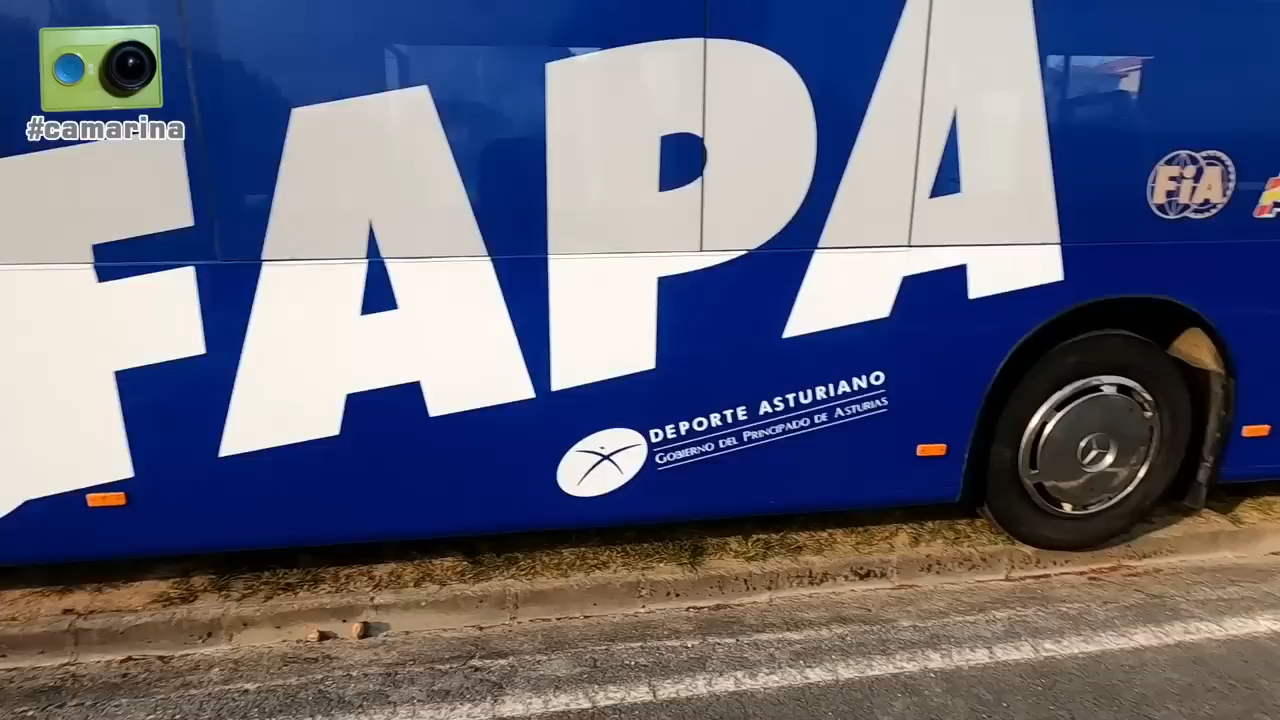 #camarina
FAPA
FiA
DEPORTE ASTURIANO
GOBIERNO DEL PRINCIPADO DE ASTURIAS